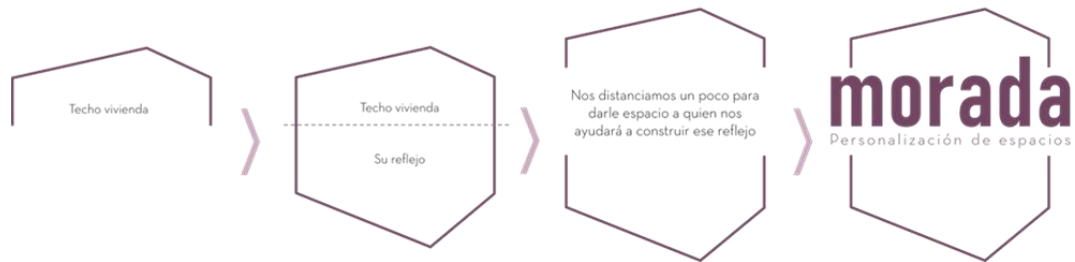 Techo vivienda
Techo vivienda
Su reflejo
Nos distanciamos un poco para
darle espacio a quien nos
ayudará a construir ese reflejo
morada
Personalización de espacios